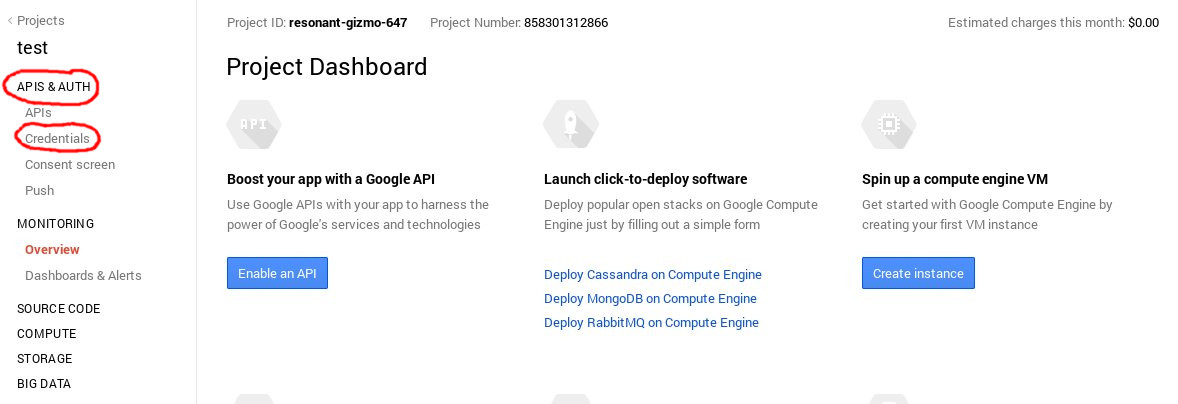 Projects
test
APIS & AUTH
APIs
Credentials
Consent screen
Push
MONITORING
Overview
Dashboards & Alerts
SOURCE CODE
COMPUTE
STORAGE
BIG DATA
Project ID: resonant-gizmo-647 Project Number: 858301312866 Estimated charges this month: $0.00
Project Dashboard
API
Boost your app with a Google API
Use Google APIs with your app to harness the
power of Google's services and technologies
Enable an API
Launch click-to-deploy software
Deploy popular open stacks on Google Compute
Engine just by filling out a simple form
Deploy Cassandra on Compute Engine
Deploy MongoDB on Compute Engine
Deploy RabbitMQ on Compute Engine
Spin up a compute engine VM
Get started with Google Compute Engine by
creating your first VM instance
Create instance